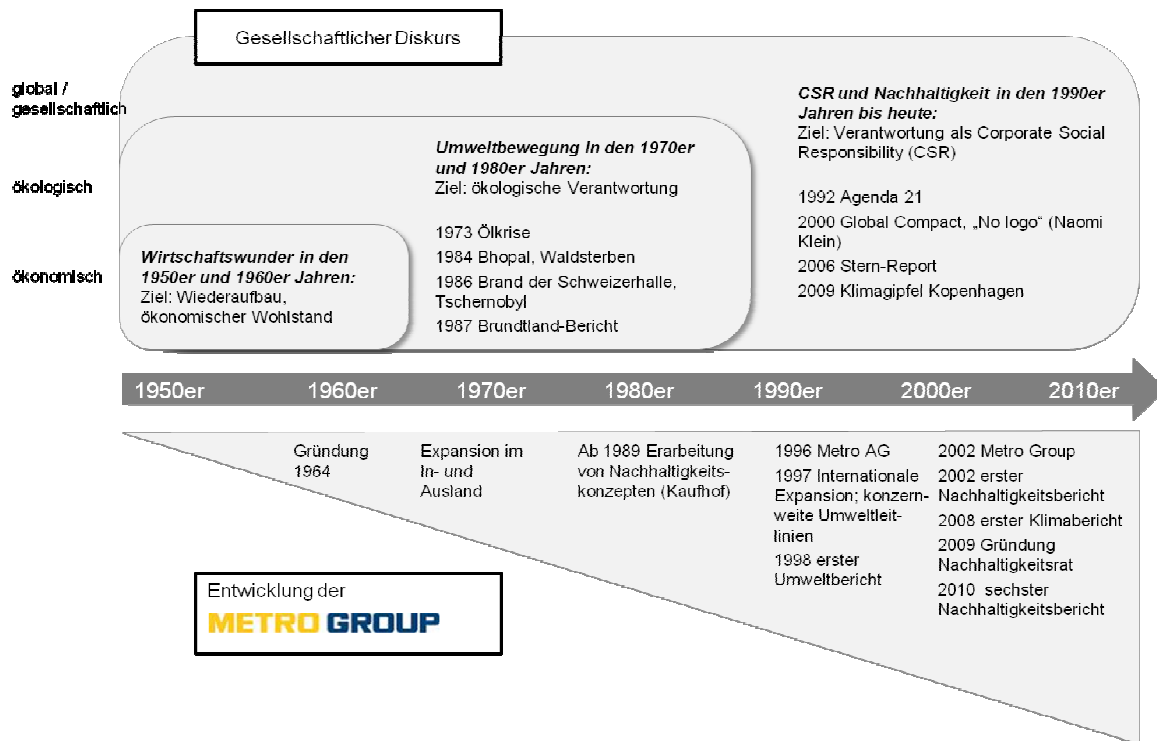 Gesellschaftlicher Diskurs
global /
gesellschaftlich
ökologisch
ökonomisch
Wirtschaftswunder in den
1950er und 1960er Jahren:
Ziel: Wiederaufbau,
ökonomischer Wohlstand
Umweltbewegung in den 1970er
und 1980er Jahren:
Ziel: ökologische Verantwortung
1973 Ölkrise
1984 Bhopal, Waldsterben
1986 Brand der Schweizerhalle,
Tschernobyl
1987 Brundtland-Bericht
CSR und Nachhaltigkeit in den 1990er
Jahren bis heute:
Ziel: Verantwortung als Corporate Social
Responsibility (CSR)
1992 Agenda 21
2000 Global Compact, „No logo“ (Naomi
Klein)
2006 Stern-Report
2009 Klimagipfel Kopenhagen
1950er 1960er 1970er 1980er 1990er 2000er 2010er
Gründung
1964
Expansion im
In- und
Ausland
Ab 1989 Erarbeitung
von Nachhaltigkeits-
konzepten (Kaufhof)
1996 Metro AG
1997 Internationale
Expansion; konzern-
weite Umweltleit-
linien
1998 erster
Umweltbericht
2002 Metro Group
2002 erster
Nachhaltigkeitsbericht
2008 erster Klimabericht
2009 Gründung
Nachhaltigkeitsrat
2010 sechster
Nachhaltigkeitsbericht
Entwicklung der
METRO GROUP